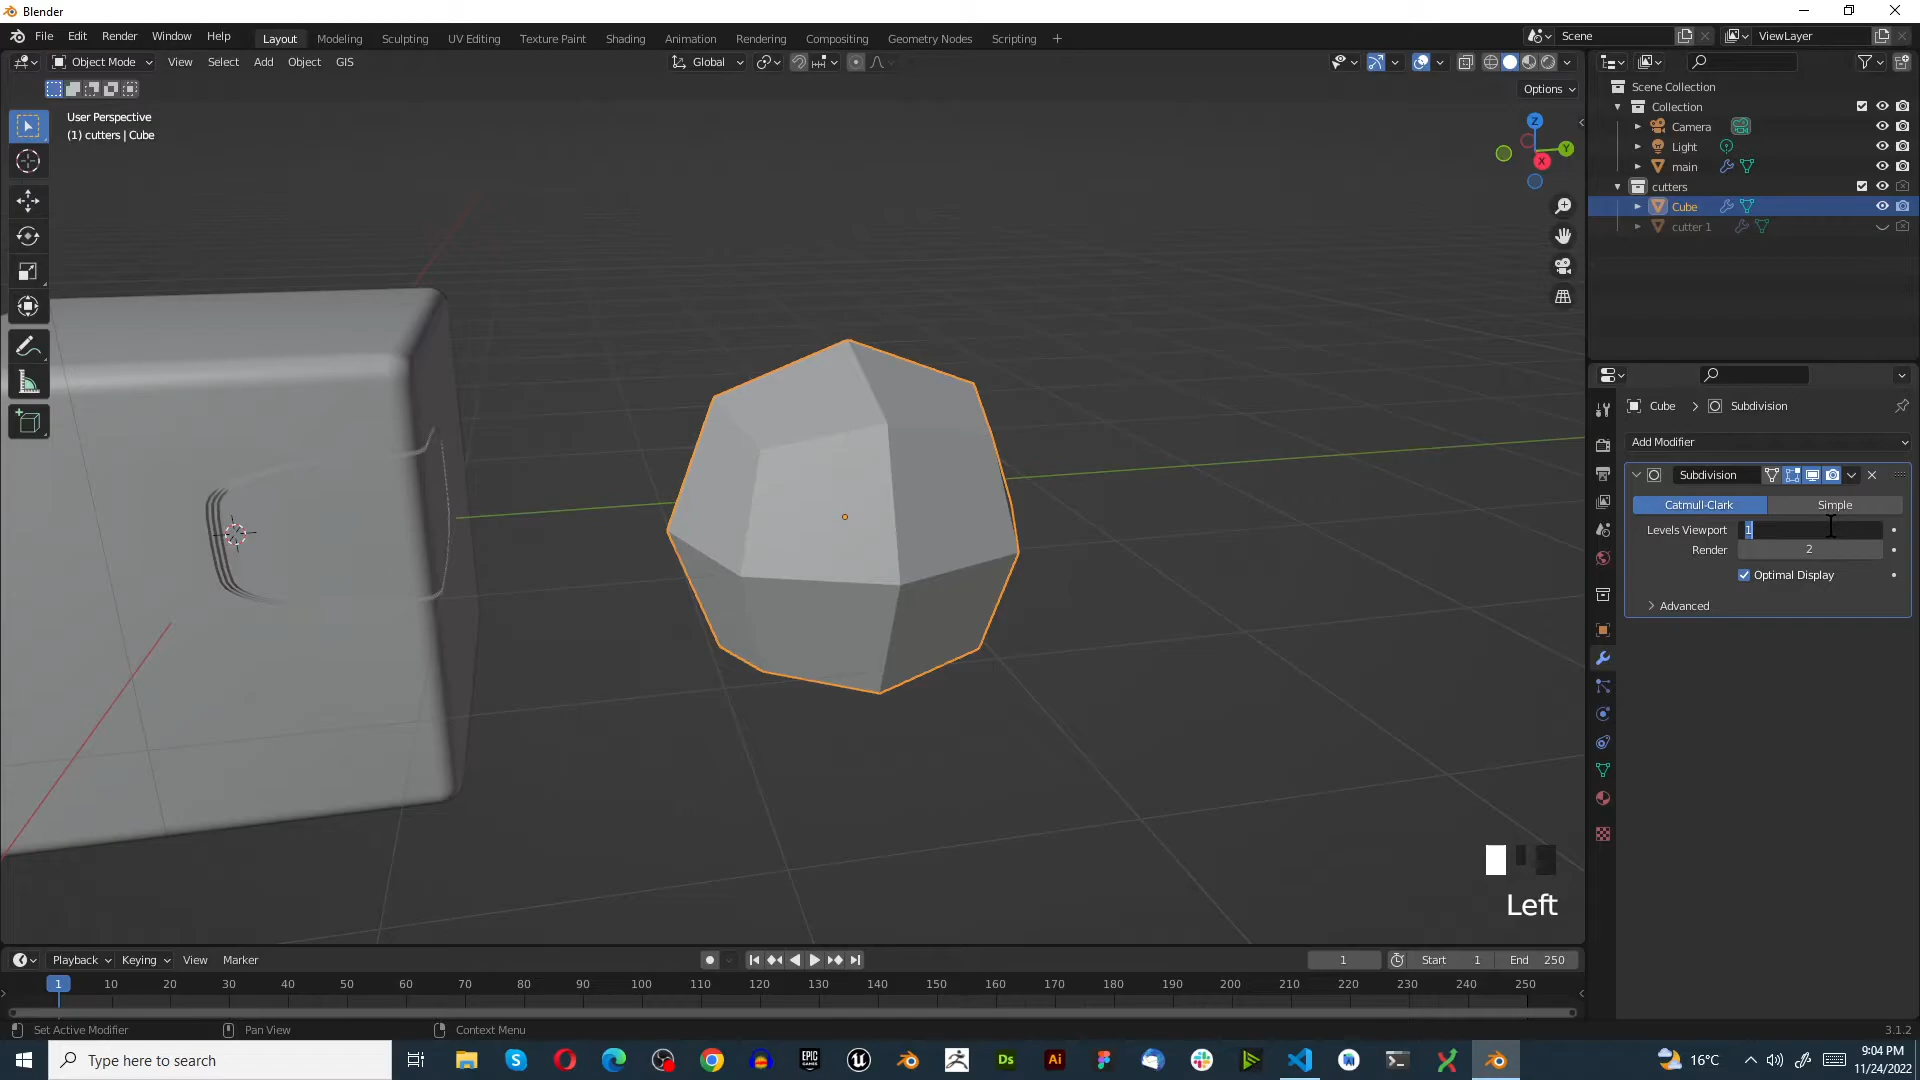 Blender
File Edit Render Window Help
Layout Modeling Sculpting UV Editing Texture Paint Shading Animation Rendering Compositing Geometry Nodes Scripting +
Scene ViewLayer
Object Mode View Select Add Object GIS
Global
Options
User Perspective
(1) cutters | Cube
Z
Y
X
Scene Collection
Collection
Camera
Light
main
cutters
Cube
cutter 1
Cube > Subdivision
Add Modifier
Subdivision
Catmull-Clark Simple
Levels Viewport 1
Render 2
Optimal Display
Advanced
Left
Playback Keying View Marker
1 Start 1 End 250
1 10 20 30 40 50 60 70 80 90 100 110 120 130 140 150 160 170 180 190 200 210 220 230 240 250
Set Active Modifier Pan View Context Menu
3.1.2
Type here to search
Ds Ai
EPIC GAMES
16°C
9:04 PM
11/24/2022